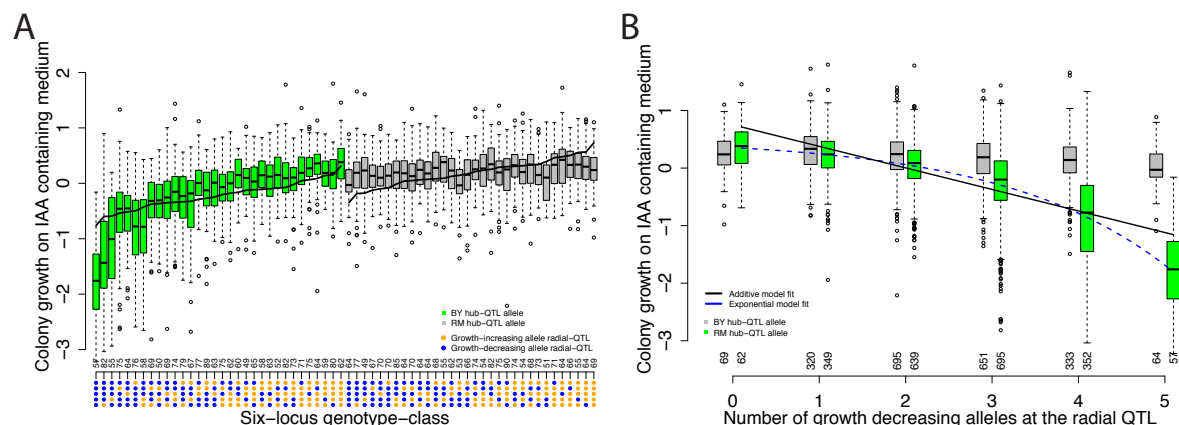 A
Colony growth on IAA containing medium
2
1
0
-1
-2
-3
BY hub-QTL allele
RM hub-QTL allele
Growth-increasing allele radial-QTL
Growth-decreasing allele radial-QTL
Six-locus genotype-class
B
Colony growth on IAA containing medium
2
1
0
-1
-2
-3
Additive model fit
Exponential model fit
BY hub-QTL allele
RM hub-QTL allele
69 62 320 349 695 639 651 695 333 352 64 57
0 1 2 3 4 5
Number of growth decreasing alleles at the radial QTL